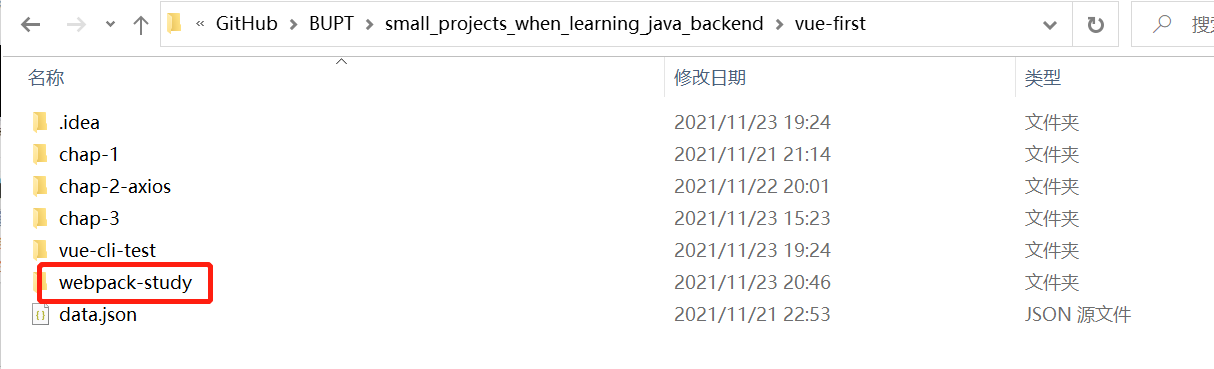 « GitHub > BUPT > small_projects_when_learning_java_backend > vue-first 搜
名称 修改日期 类型
.idea 2021/11/23 19:24 文件夹
chap-1 2021/11/21 21:14 文件夹
chap-2-axios 2021/11/22 20:01 文件夹
chap-3 2021/11/23 15:23 文件夹
vue-cli-test 2021/11/23 19:24 文件夹
webpack-study 2021/11/23 20:46 文件夹
data.json 2021/11/21 22:53 JSON 源文件